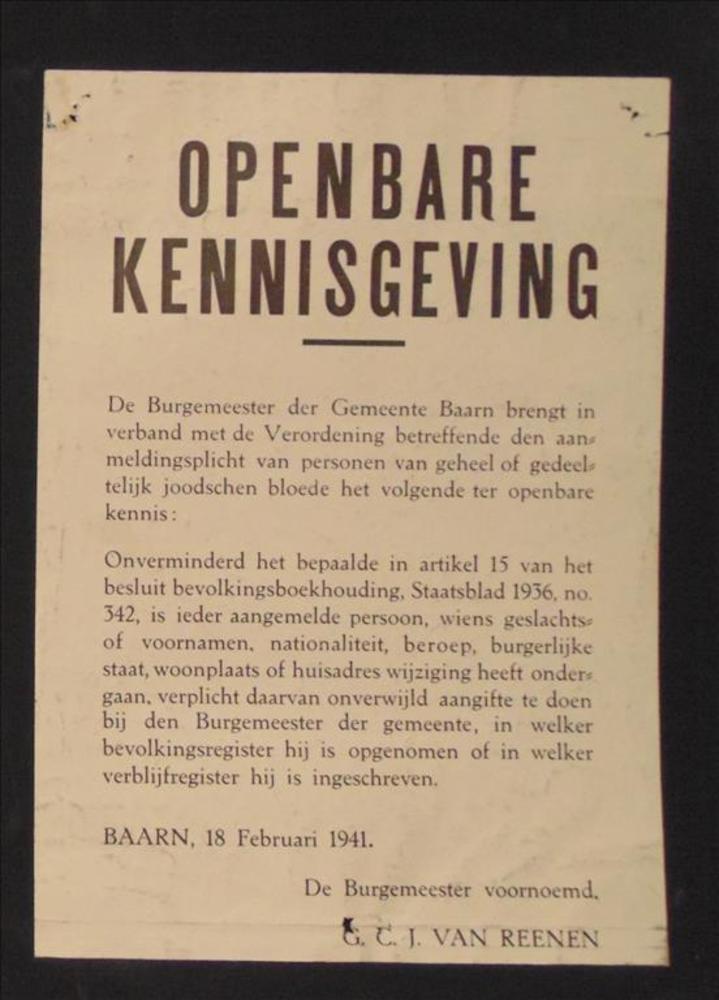 OPENBARE
KENNISGEVING
De Burgemeester der Gemeente Baarn brengt in
verband met de Verordening betreffende den aan=
meldingsplicht van personen van geheel of gedeel=
telijk joodschen bloede het volgende ter openbare
kennis:
Onverminderd het bepaalde in artikel 15 van het
besluit bevolkingsboekhouding, Staatsblad 1936, no.
342, is ieder aangemelde persoon, wiens geslachts=
of voornamen, nationaliteit, beroep, burgerlijke
staat, woonplaats of huisadres wijziging heeft onder=
gaan, verplicht daarvan onverwijld aangifte te doen
bij den Burgemeester der gemeente, in welker
bevolkingsregister hij is opgenomen of in welker
verblijfregister hij is ingeschreven.
BAARN, 18 Februari 1941.
De Burgemeester voornoemd,
G. C. J. VAN REENEN